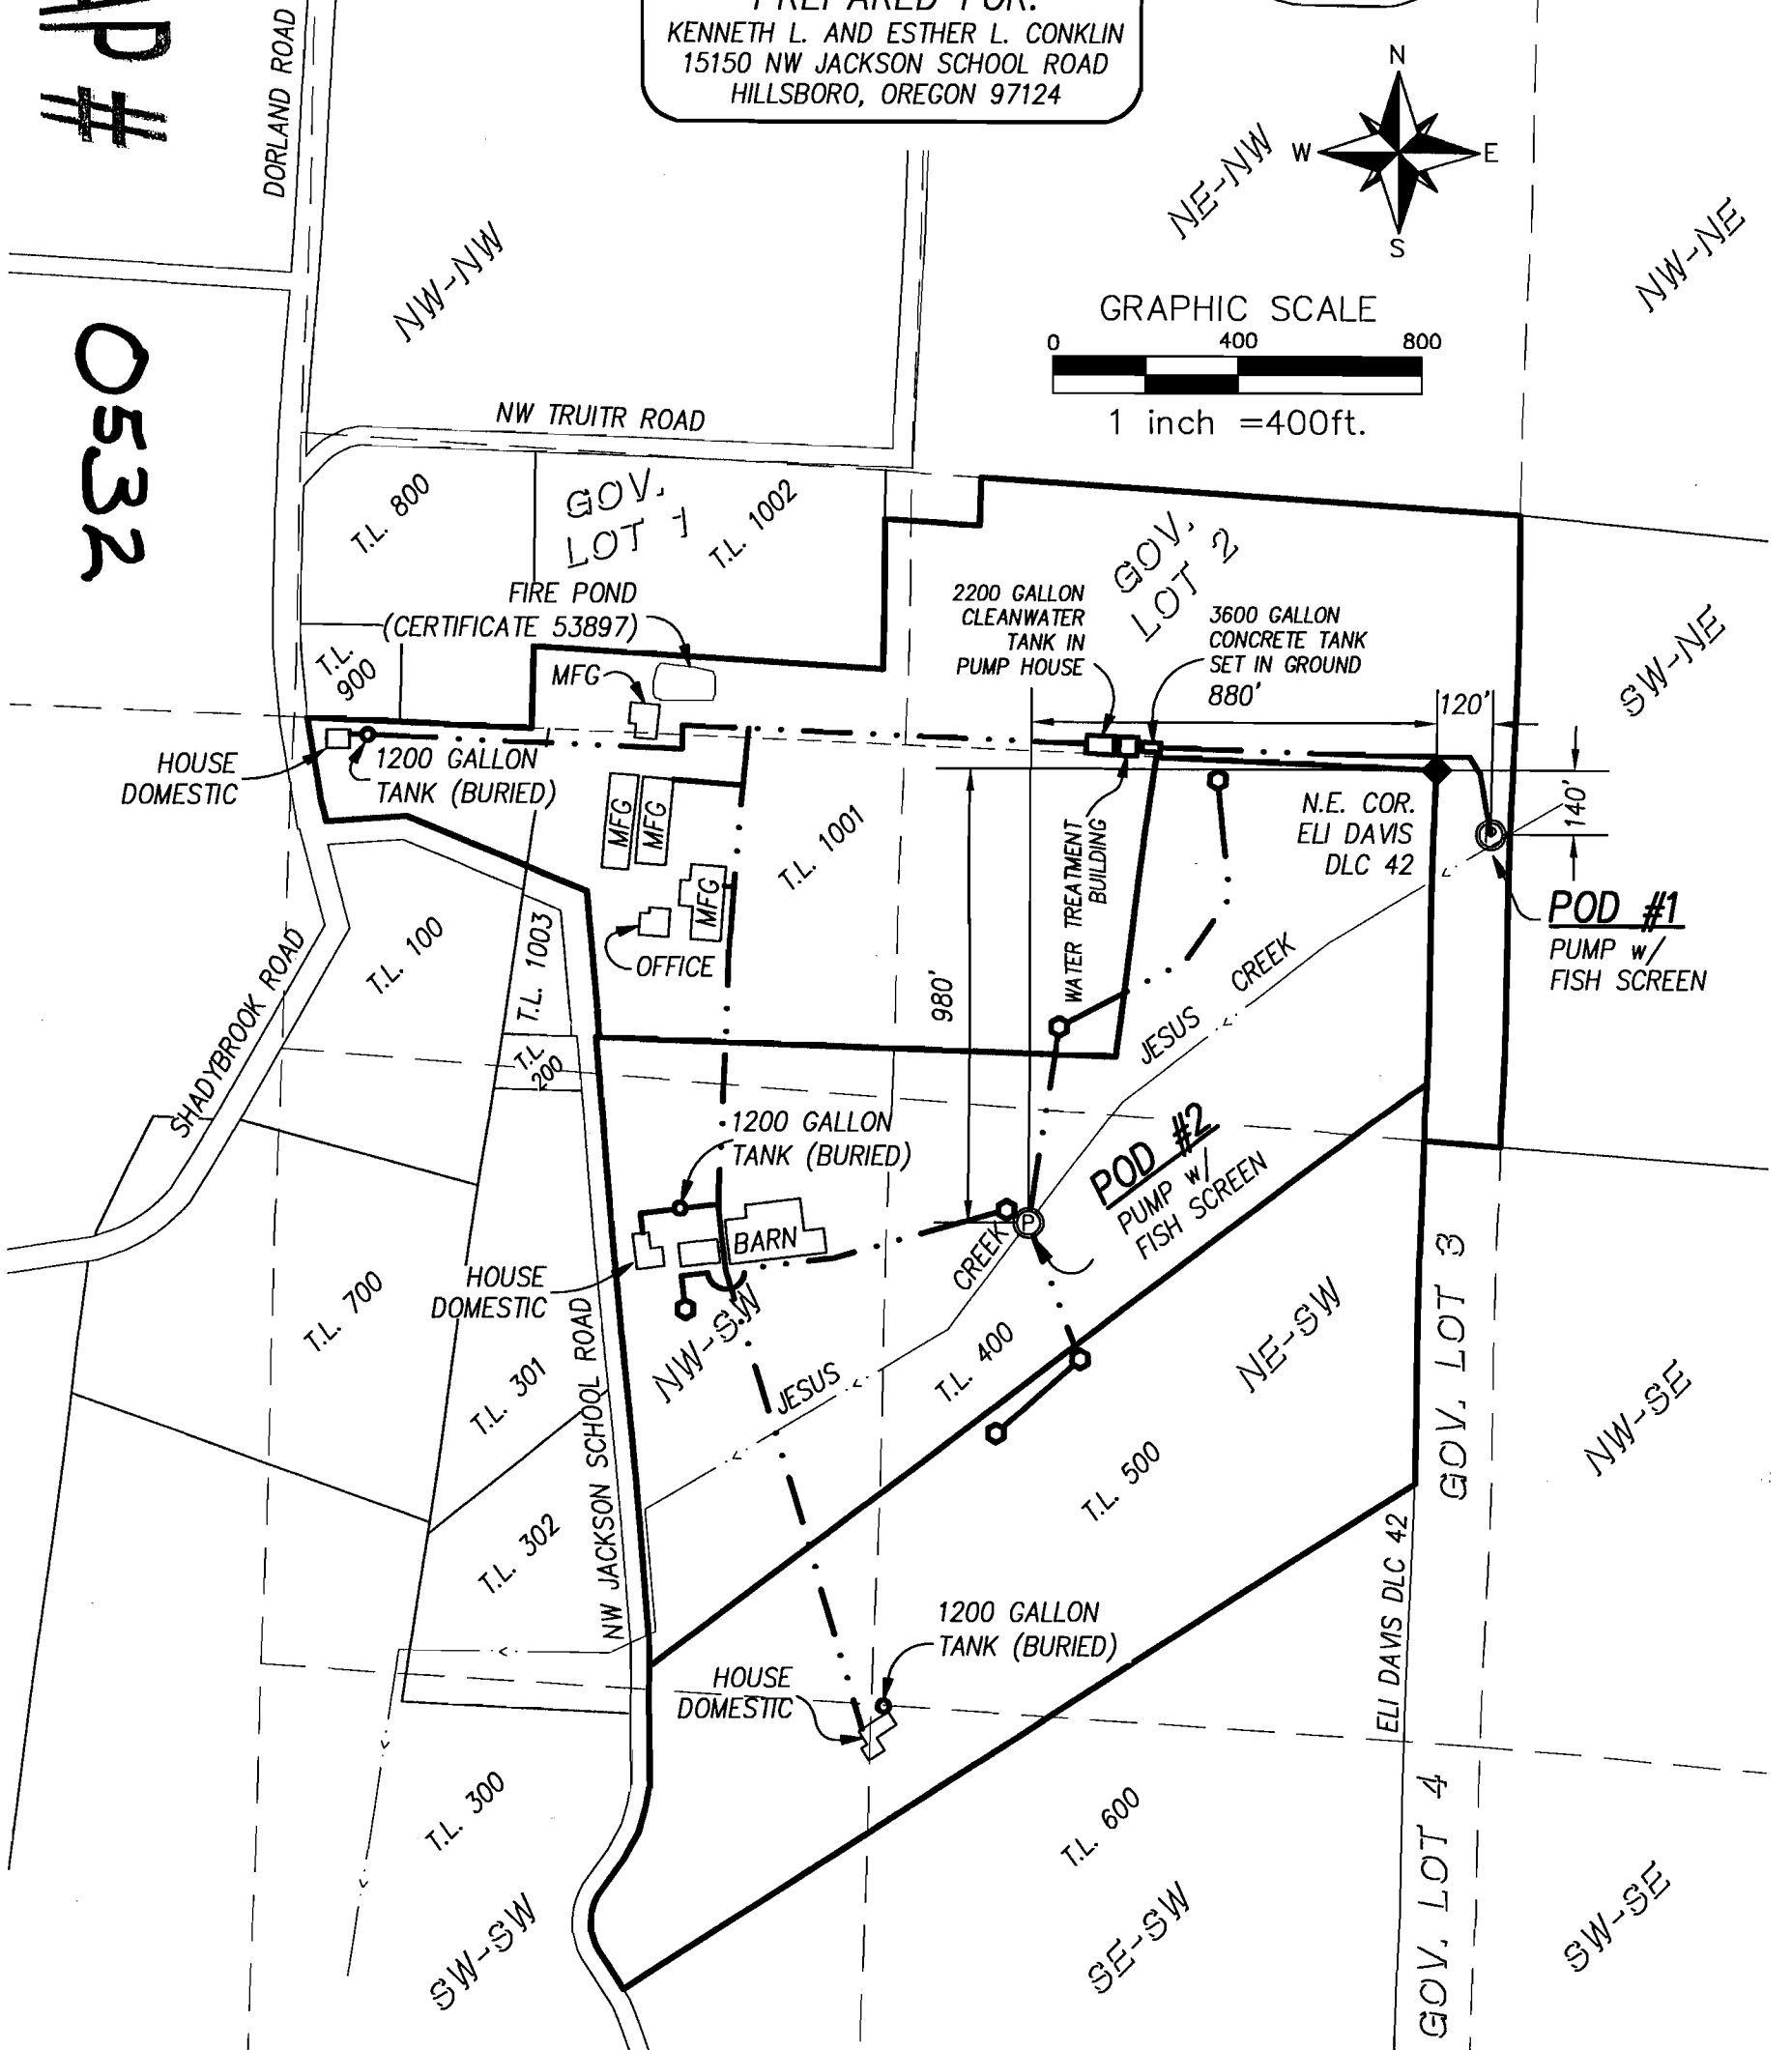 PREPARED FOR:
KENNETH L. AND ESTHER L. CONKLIN
15150 NW JACKSON SCHOOL ROAD
HILLSBORO, OREGON 97124
#
0532
DORLAND ROAD
N
W
E
S
NW-NW
NE-NW
NW-NE
GRAPHIC SCALE
0
400
800
1 inch =400ft.
NW TRUITR ROAD
T.L. 800
GOV.
LOT 1
T.L. 1002
GOV.
LOT 2
FIRE POND
(CERTIFICATE 53897)
T.L.
900
MFG
2200 GALLON
CLEANWATER
TANK IN
PUMP HOUSE
3600 GALLON
CONCRETE TANK
SET IN GROUND
880'
120'
140'
SW-NE
HOUSE
DOMESTIC
1200 GALLON
TANK (BURIED)
MFG
MFG
MFG
OFFICE
T.L. 1001
WATER TREATMENT
BUILDING
N.E. COR.
ELI DAVIS
DLC 42
POD #1
PUMP w/
FISH SCREEN
980'
JESUS
CREEK
T.L. 100
T.L. 1003
T.L.
200
SHADYBROOK ROAD
1200 GALLON
TANK (BURIED)
BARN
HOUSE
DOMESTIC
P
POD #2
PUMP w/
FISH SCREEN
JESUS
CREEK
T.L. 700
T.L. 301
T.L. 302
NW JACKSON SCHOOL ROAD
NW-SW
T.L. 400
NE-SW
T.L. 500
GOV. LOT 3
NW-SE
ELI DAVIS DLC 42
1200 GALLON
TANK (BURIED)
HOUSE
DOMESTIC
T.L. 300
T.L. 600
SW-SW
SE-SW
GOV. LOT 4
SW-SE